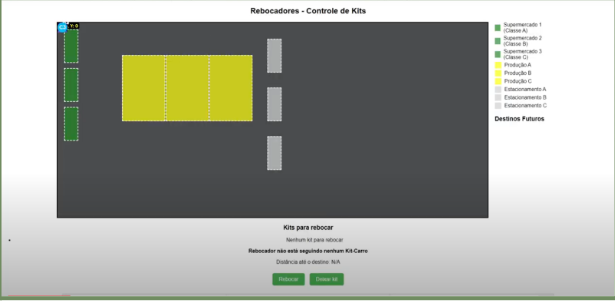 Rebocadores - Controle de Kits
Y: 0
Supermercado 1
(Classe A)
Supermercado 2
(Classe B)
Supermercado 3
(Classe C)
Produção A
Produção B
Produção C
Estacionamento A
Estacionamento B
Estacionamento C
Destinos Futuros
Kits para rebocar
Nenhum kit para rebocar
Rebocador não está seguindo nenhum Kit-Carro
Distância até o destino: N/A
Rebocar
Deixar kit